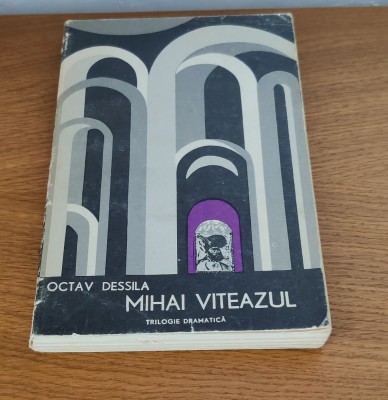 OCTAV DESSILA
MIHAI VITEAZUL
TRILOGIE DRAMATICĂ